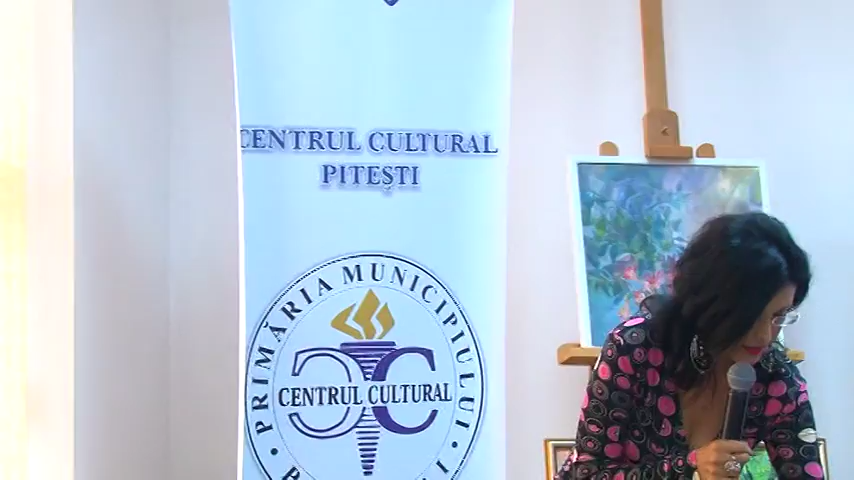 CENTRUL CULTURAL
PITEȘTI
PRIMĂRIA MUNICIPIULUI
CENTRUL CULTURAL